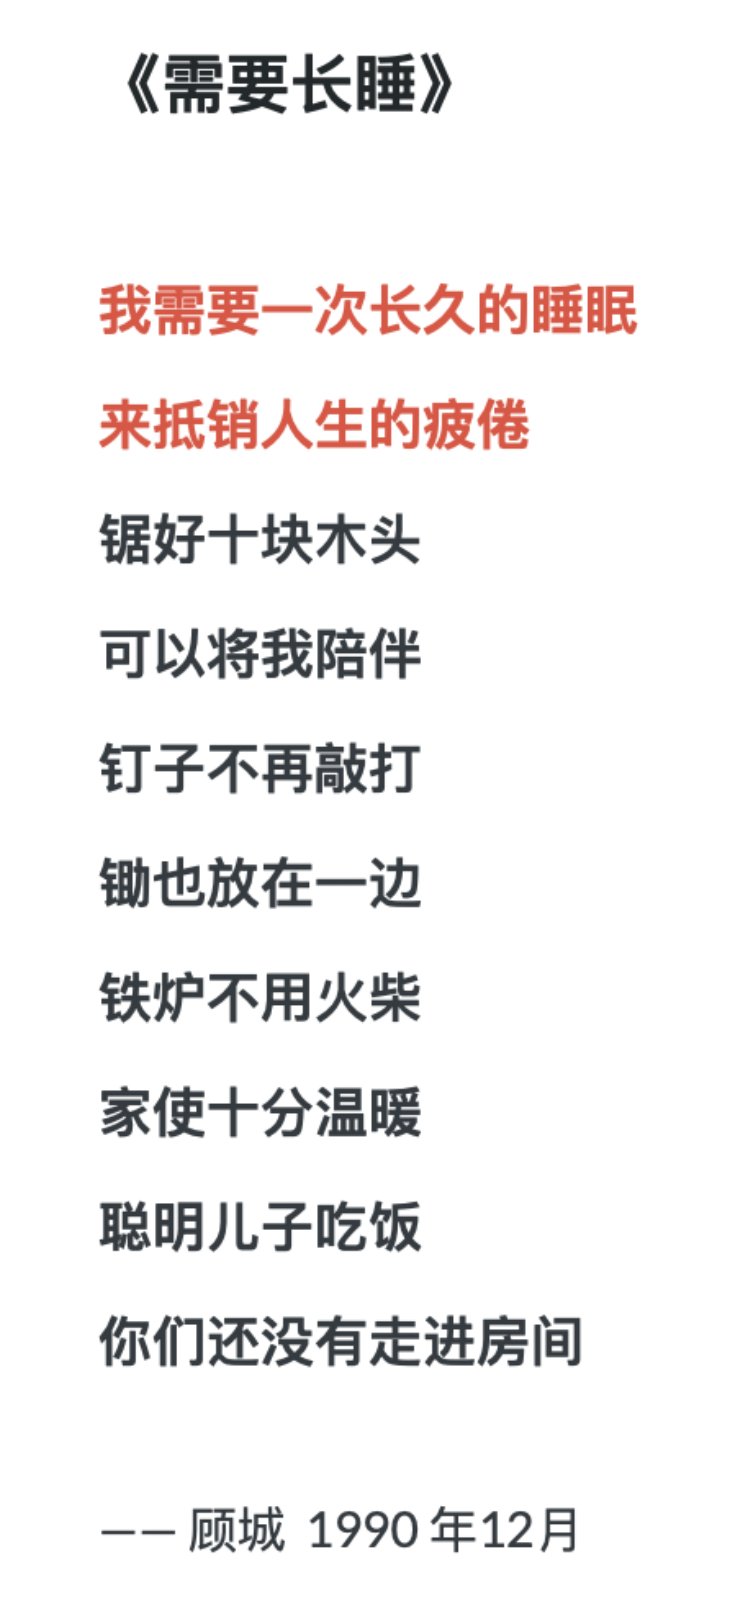 《需要长睡》
我需要一次长久的睡眠
来抵销人生的疲倦
锯好十块木头
可以将我陪伴
钉子不再敲打
锄也放在一边
铁炉不用火柴
家使十分温暖
聪明儿子吃饭
你们还没有走进房间
—— 顾城 1990 年12月